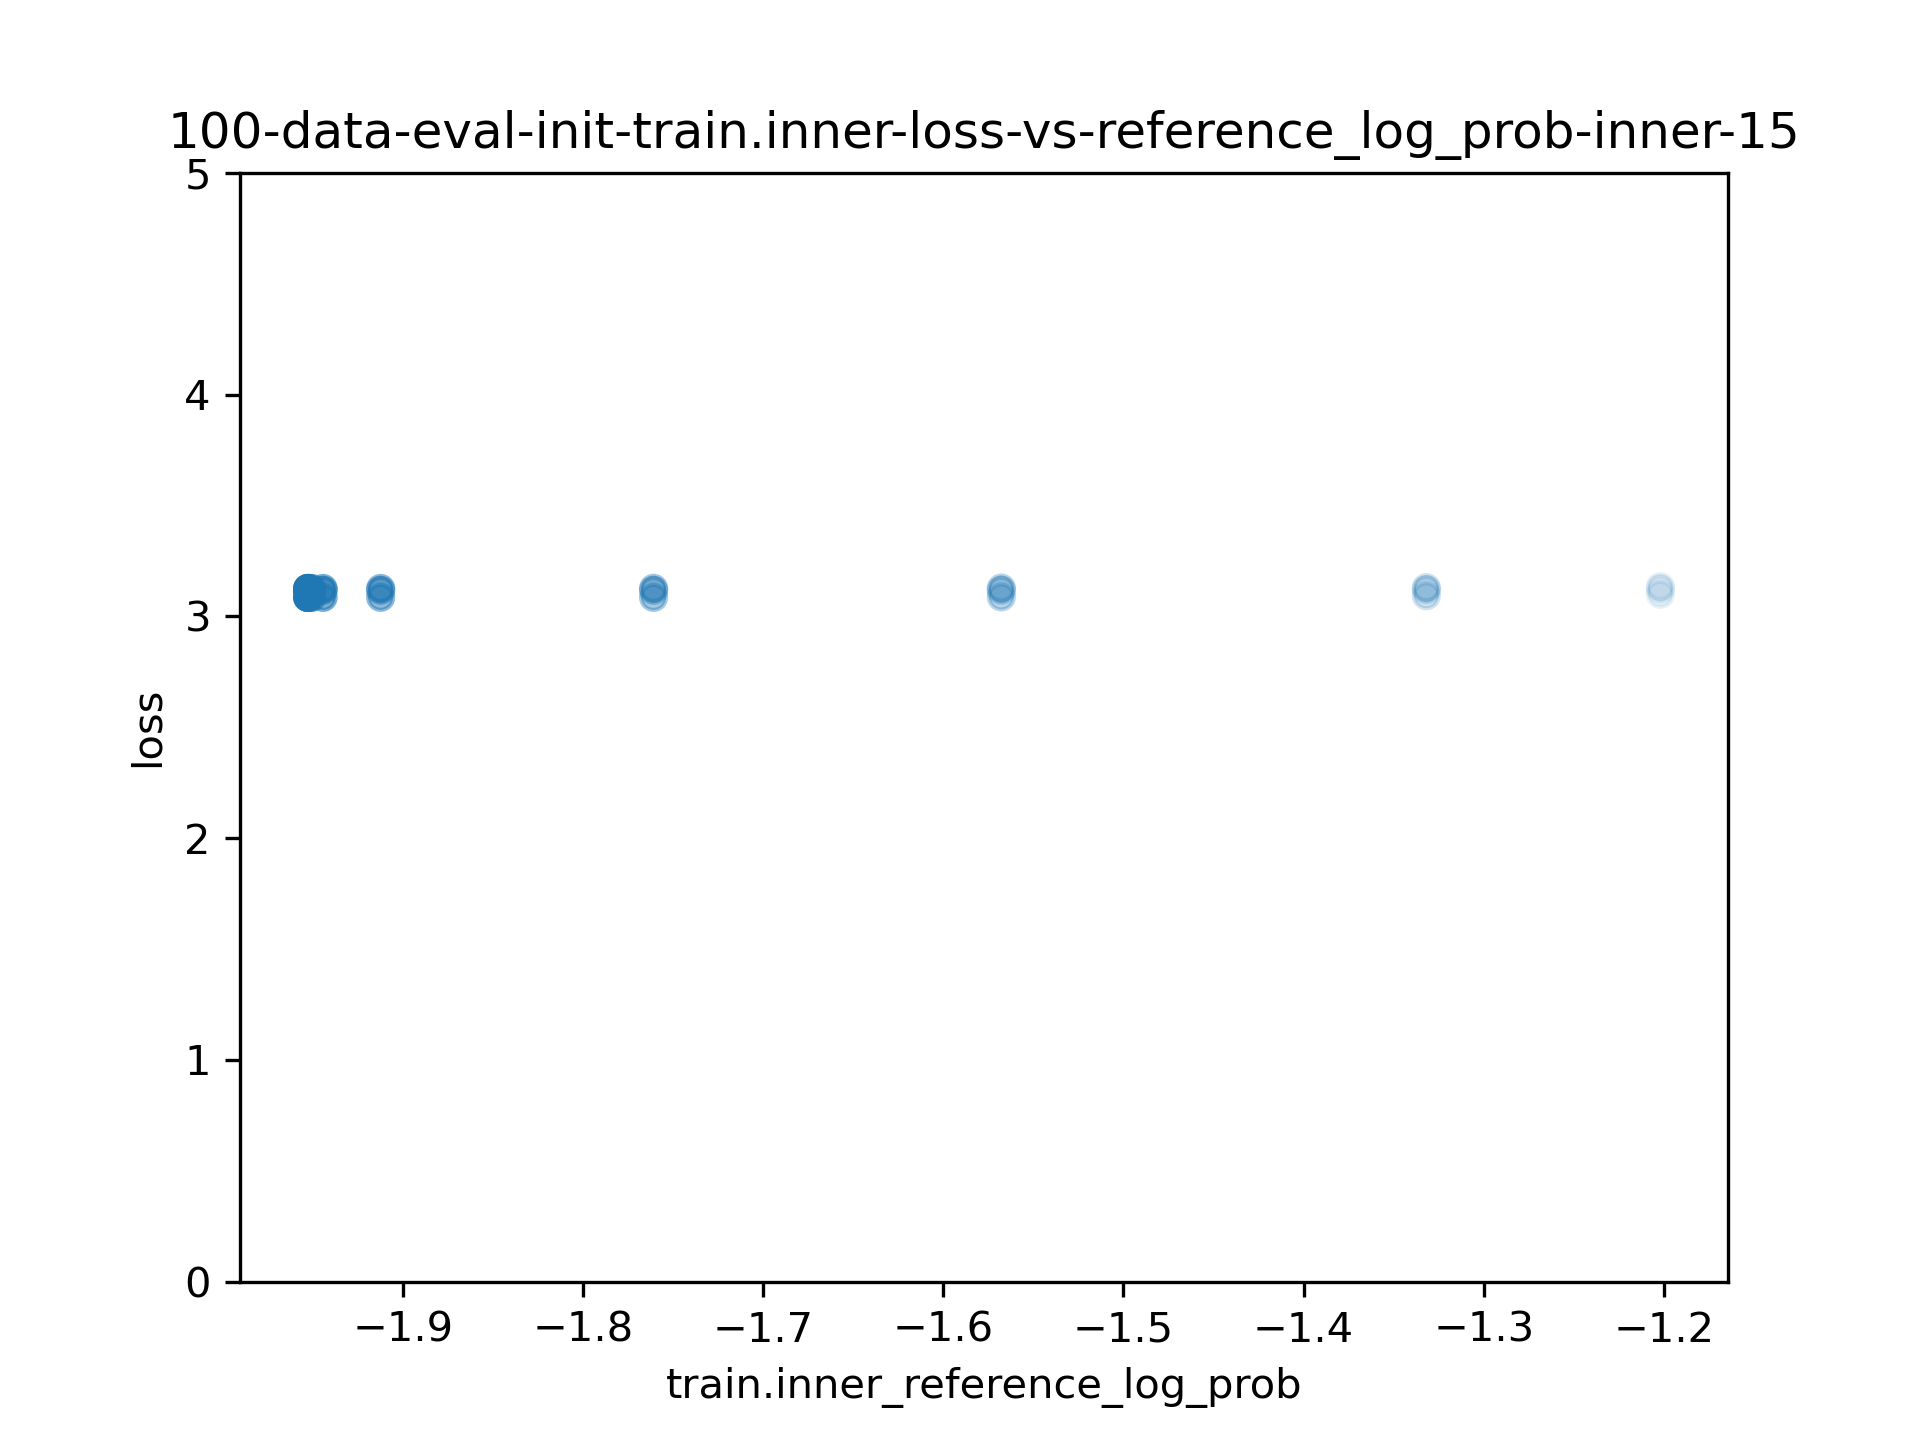 100-data-eval-init-train.inner-loss-vs-reference_log_prob-inner-15
5
4
3
2
1
0
loss
−1.9 −1.8 −1.7 −1.6 −1.5 −1.4 −1.3 −1.2
train.inner_reference_log_prob